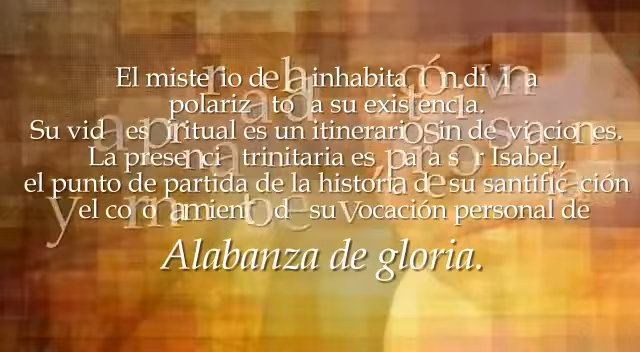 El misterio de la inhabitación divina
polariza toda su existencia.
Su vida espiritual es un itinerario sin desviaciones.
La presencia trinitaria es, para sor Isabel,
el punto de partida de la historia de su santificación
y el coronamiento de su vocación personal de
Alabanza de gloria.